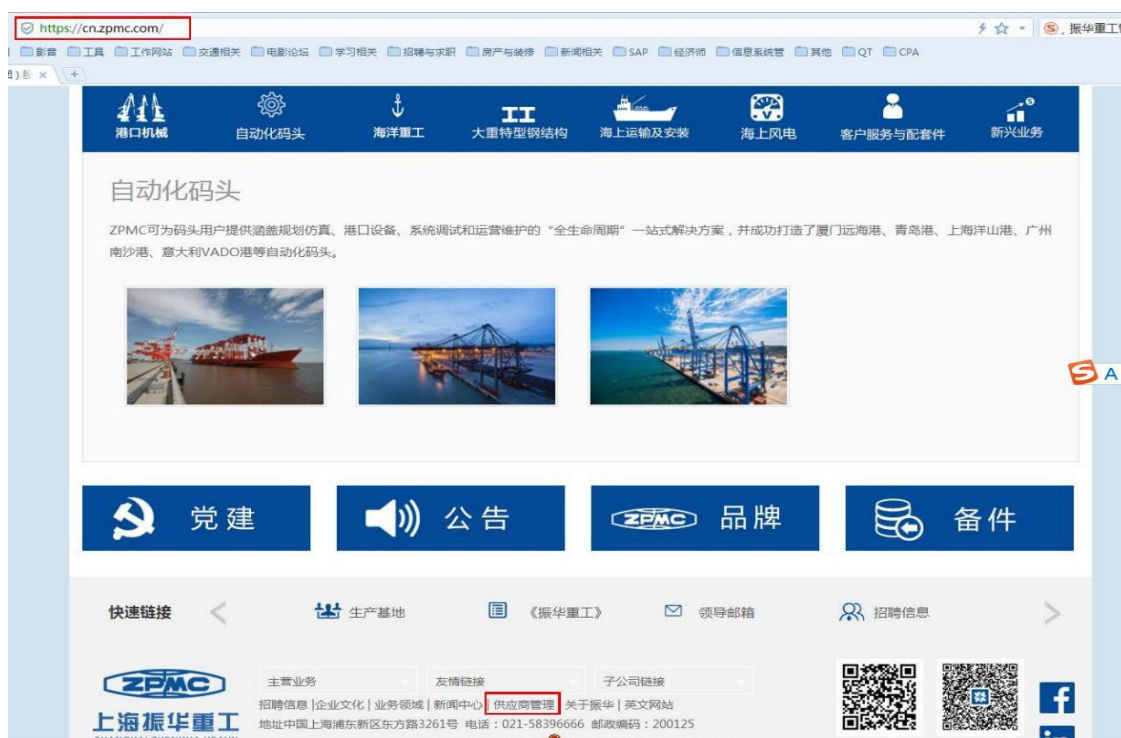 https://cn.zpmc.com/
振华重工
影音 工具 工作网站 交通相关 电影论坛 学习相关 招聘与求职 房产与装修 新闻相关 SAP 经济师 信息系统管 其他 QT CPA
港口机械 自动化码头 海洋重工 大重特型钢结构 海上运输及安装 海上风电 客户服务与配套件 新兴业务
自动化码头
ZPMC可为码头用户提供涵盖规划仿真、港口设备、系统调试和运营维护的“全生命周期”一站式解决方案，并成功打造了厦门远海港、青岛港、上海洋山港、广州
南沙港、意大利VADO港等自动化码头。
A
党建 公告 ZPMC 品牌 备件
快速链接 生产基地 《振华重工》 领导邮箱 招聘信息
ZPMC
主营业务 友情链接 子公司链接
招聘信息 |企业文化 | 业务领域 | 新闻中心 | 供应商管理 | 关于振华 | 英文网站
上海振华重工
地址中国上海浦东新区东方路3261号 电话：021-58396666 邮政编码：200125